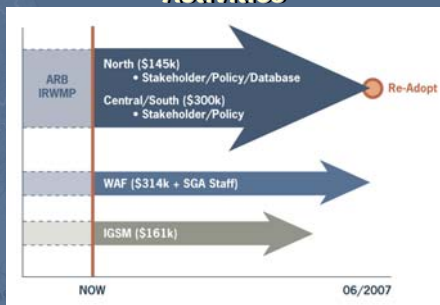 Activities
North ($145k)
• Stakeholder/Policy/Database
ARB
IRWMP
Central/South ($300k)
• Stakeholder/Policy
Re-Adopt
WAF ($314k + SGA Staff)
IGSM ($161k)
NOW
06/2007